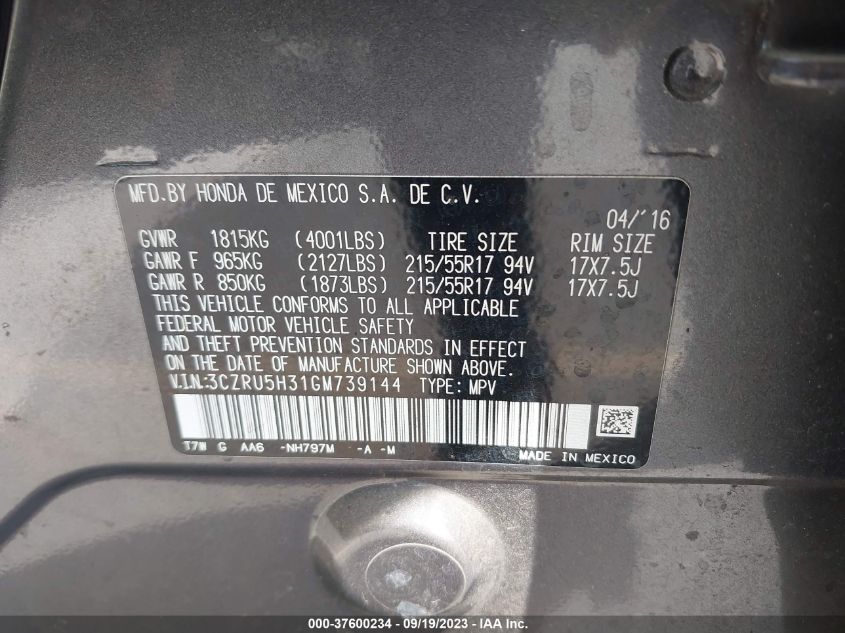 MFD.BY HONDA DE MEXICO S.A. DE C.V.
04/'16
GVWR 1815KG (4001LBS) TIRE SIZE RIM SIZE
GAWR F 965KG (2127LBS) 215/55R17 94V 17X7.5J
GAWR R 850KG (1873LBS) 215/55R17 94V 17X7.5J
THIS VEHICLE CONFORMS TO ALL APPLICABLE
FEDERAL MOTOR VEHICLE SAFETY
AND THEFT PREVENTION STANDARDS IN EFFECT
ON THE DATE OF MANUFACTURE SHOWN ABOVE.
V.I.N.:3CZRU5H31GM739144 TYPE: MPV
T7W G AA6 -NH797M -A -M
MADE IN MEXICO
000-37600234 - 09/19/2023 - © IAA Inc.